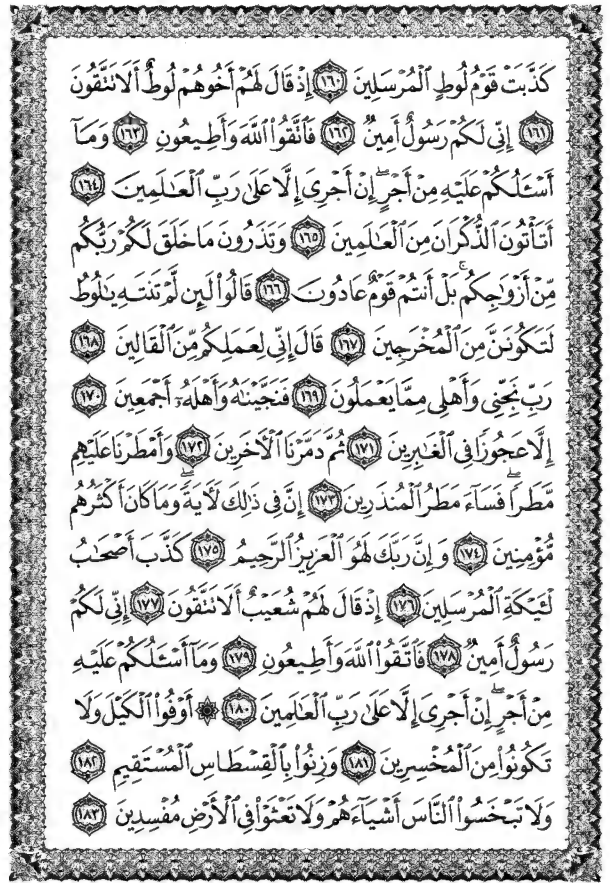 كَذَّبَتْ قَوْمُ لُوطٍ ٱلْمُرْسَلِينَ ١٦٠ إِذْ قَالَ لَهُمْ أَخُوهُمْ لُوطٌ أَلَا تَتَّقُونَ
١٦١ إِنِّى لَكُمْ رَسُولٌ أَمِينٌ ١٦٢ فَٱتَّقُوا۟ ٱللَّهَ وَأَطِيعُونِ ١٦٣ وَمَآ
أَسْـَٔلُكُمْ عَلَيْهِ مِنْ أَجْرٍ ۖ إِنْ أَجْرِىَ إِلَّا عَلَىٰ رَبِّ ٱلْعَـٰلَمِينَ ١٦٤
أَتَأْتُونَ ٱلذُّكْرَانَ مِنَ ٱلْعَـٰلَمِينَ ١٦٥ وَتَذَرُونَ مَا خَلَقَ لَكُمْ رَبُّكُم
مِّنْ أَزْوَٰجِكُم ۚ بَلْ أَنتُمْ قَوْمٌ عَادُونَ ١٦٦ قَالُوا۟ لَئِن لَّمْ تَنتَهِ يَـٰلُوطُ
لَتَكُونَنَّ مِنَ ٱلْمُخْرَجِينَ ١٦٧ قَالَ إِنِّى لِعَمَلِكُم مِّنَ ٱلْقَالِينَ ١٦٨
رَبِّ نَجِّنِى وَأَهْلِى مِمَّا يَعْمَلُونَ ١٦٩ فَنَجَّيْنَـٰهُ وَأَهْلَهُۥٓ أَجْمَعِينَ ١٧٠
إِلَّا عَجُوزًا فِى ٱلْغَـٰبِرِينَ ١٧١ ثُمَّ دَمَّرْنَا ٱلْـَٔاخَرِينَ ١٧٢ وَأَمْطَرْنَا عَلَيْهِم
مَّطَرًا ۖ فَسَآءَ مَطَرُ ٱلْمُنذَرِينَ ١٧٣ إِنَّ فِى ذَٰلِكَ لَـَٔايَةً ۖ وَمَا كَانَ أَكْثَرُهُم
مُّؤْمِنِينَ ١٧٤ وَإِنَّ رَبَّكَ لَهُوَ ٱلْعَزِيزُ ٱلرَّحِيمُ ١٧٥ كَذَّبَ أَصْحَـٰبُ
لْـَٔيْكَةِ ٱلْمُرْسَلِينَ ١٧٦ إِذْ قَالَ لَهُمْ شُعَيْبٌ أَلَا تَتَّقُونَ ١٧٧ إِنِّى لَكُمْ
رَسُولٌ أَمِينٌ ١٧٨ فَٱتَّقُوا۟ ٱللَّهَ وَأَطِيعُونِ ١٧٩ وَمَآ أَسْـَٔلُكُمْ عَلَيْهِ
مِنْ أَجْرٍ ۖ إِنْ أَجْرِىَ إِلَّا عَلَىٰ رَبِّ ٱلْعَـٰلَمِينَ ١٨٠ ۞ أَوْفُوا۟ ٱلْكَيْلَ وَلَا
تَكُونُوا۟ مِنَ ٱلْمُخْسِرِينَ ١٨١ وَزِنُوا۟ بِٱلْقِسْطَاسِ ٱلْمُسْتَقِيمِ ١٨٢
وَلَا تَبْخَسُوا۟ ٱلنَّاسَ أَشْيَآءَهُمْ وَلَا تَعْثَوْا۟ فِى ٱلْأَرْضِ مُفْسِدِينَ ١٨٣